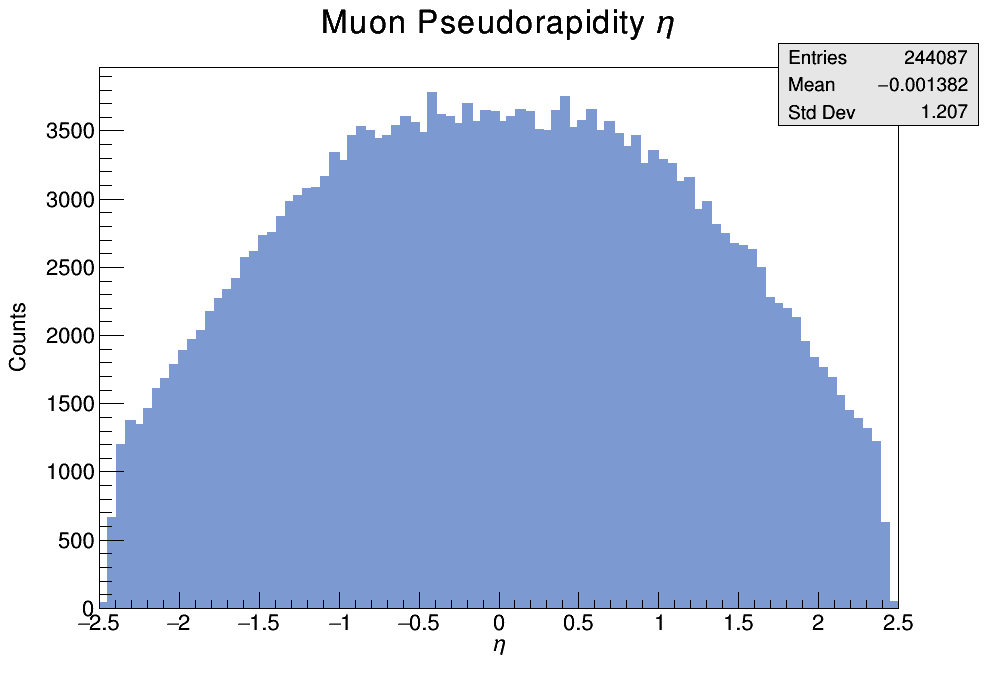 Muon Pseudorapidity η
Entries 244087
Mean −0.001382
Std Dev 1.207
Counts
3500
3000
2500
2000
1500
1000
500
0
−2.5 −2 −1.5 −1 −0.5 0 0.5 1 1.5 2 2.5
η